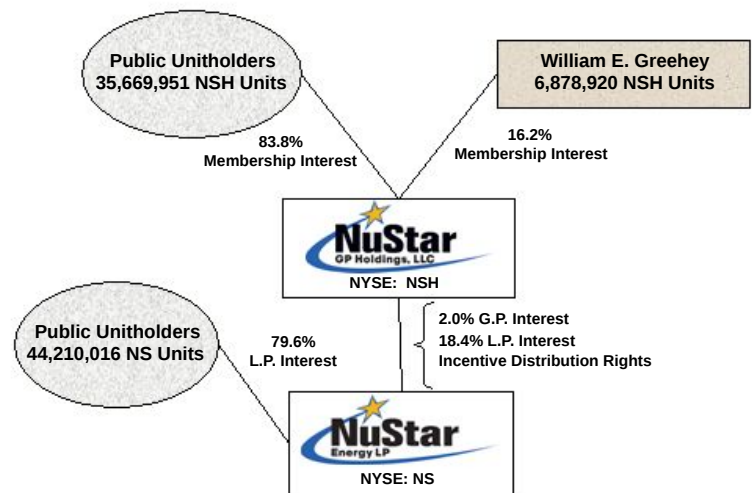 Public Unitholders
35,669,951 NSH Units
William E. Greehey
6,878,920 NSH Units
83.8%
Membership Interest
16.2%
Membership Interest
NuStar
GP Holdings, LLC
NYSE: NSH
Public Unitholders
44,210,016 NS Units
79.6%
L.P. Interest
2.0% G.P. Interest
18.4% L.P. Interest
Incentive Distribution Rights
NuStar
Energy LP
NYSE: NS